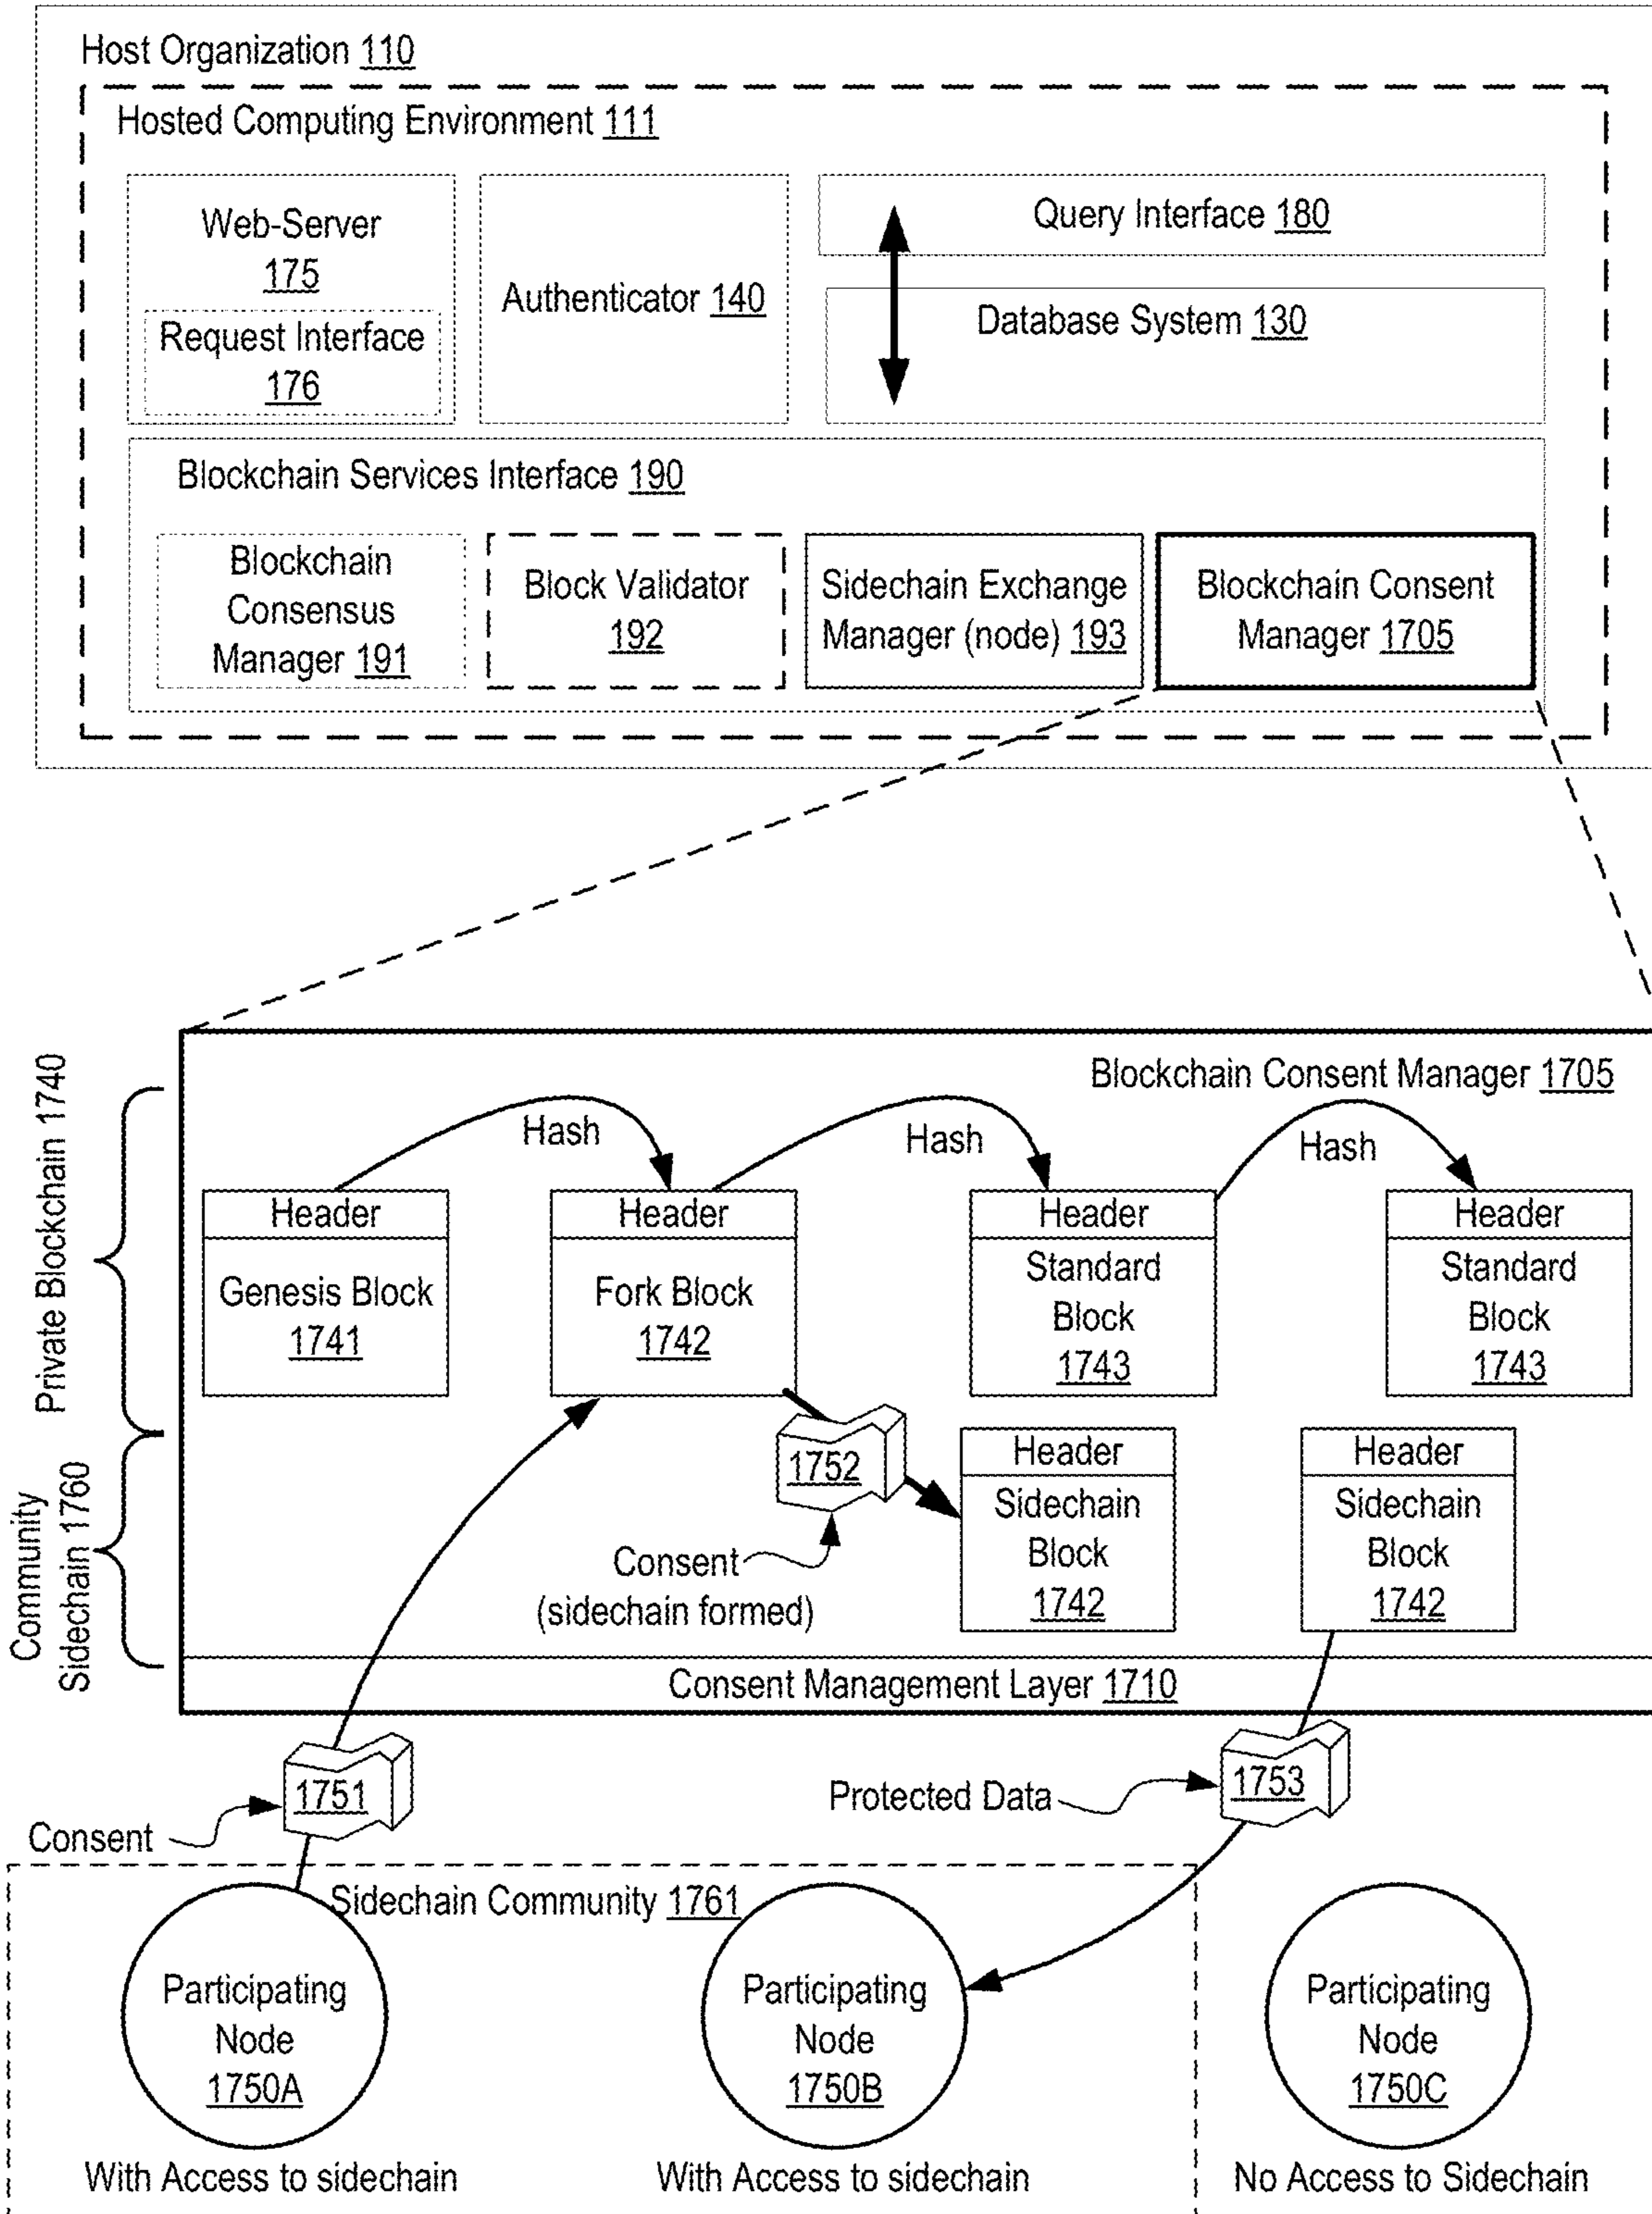 Host Organization 110
Hosted Computing Environment 111
Web-Server
175
Request Interface
176
Authenticator 140
Query Interface 180
Database System 130
Blockchain Services Interface 190
Blockchain
Consensus
Manager 191
Block Validator
192
Sidechain Exchange
Manager (node) 193
Blockchain Consent
Manager 1705
Private Blockchain 1740
Blockchain Consent Manager 1705
Hash
Hash
Hash
Header
Genesis Block
1741
Header
Fork Block
1742
Header
Standard
Block
1743
Header
Standard
Block
1743
Community
Sidechain 1760
1752
Consent
(sidechain formed)
Header
Sidechain
Block
1742
Header
Sidechain
Block
1742
Consent Management Layer 1710
1751
Consent
Protected Data
1753
Sidechain Community 1761
Participating
Node
1750A
With Access to sidechain
Participating
Node
1750B
With Access to sidechain
Participating
Node
1750C
No Access to Sidechain